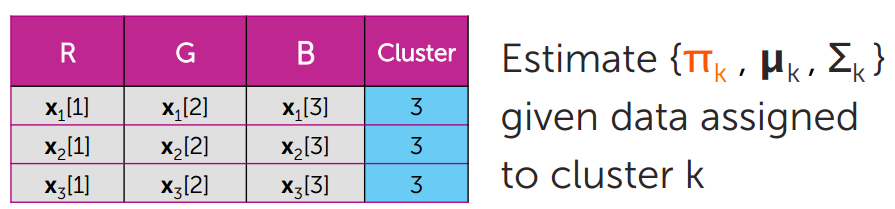 R G B Cluster
x₁[1] x₁[2] x₁[3] 3
x₂[1] x₂[2] x₂[3] 3
x₃[1] x₃[2] x₃[3] 3
Estimate {πₖ , μₖ , Σₖ}
given data assigned
to cluster k